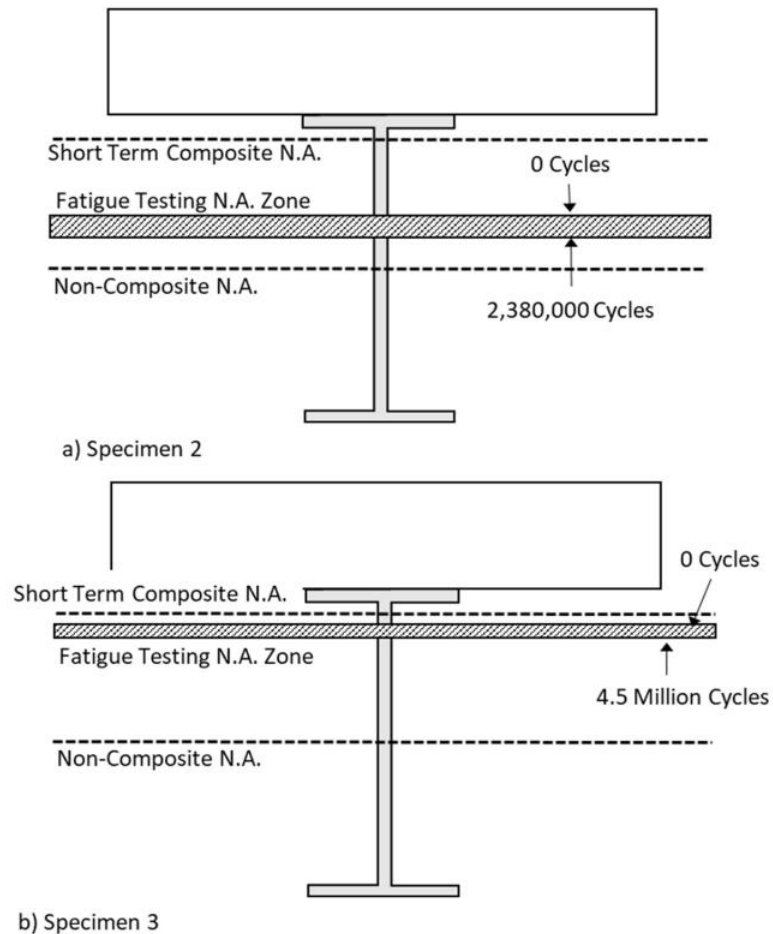 Short Term Composite N.A.
0 Cycles
Fatigue Testing N.A. Zone
Non-Composite N.A.
2,380,000 Cycles
a) Specimen 2
0 Cycles
Short Term Composite N.A.
Fatigue Testing N.A. Zone
4.5 Million Cycles
Non-Composite N.A.
b) Specimen 3